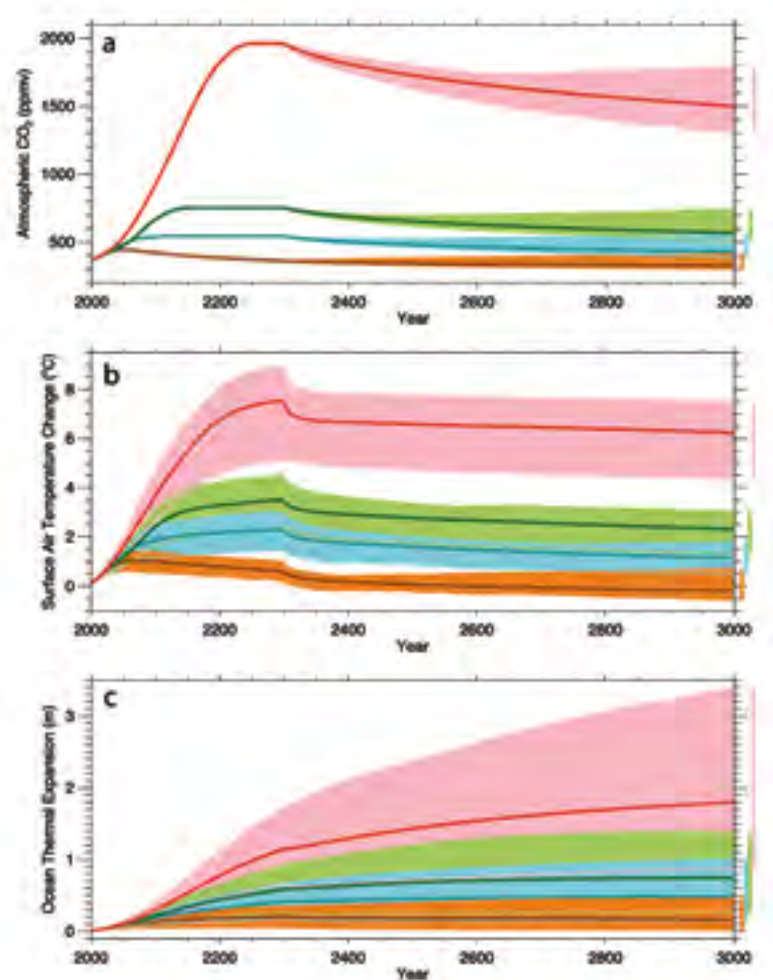 a
Atmospheric CO₂ (ppmv)
2000
1500
1000
500
2000 2200 2400 2600 2800 3000
Year
b
Surface Air Temperature Change (°C)
8
6
4
2
0
2000 2200 2400 2600 2800 3000
Year
c
Ocean Thermal Expansion (m)
3
2
1
0
2000 2200 2400 2600 2800 3000
Year